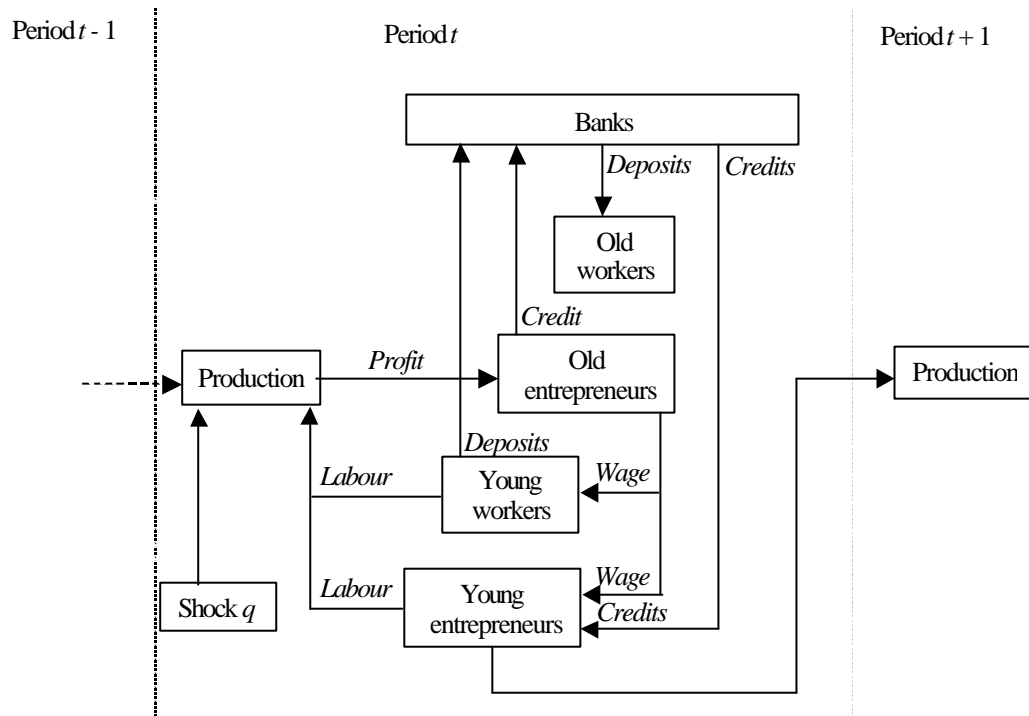 Period t - 1
Period t
Period t + 1
Banks
Deposits
Credits
Old
workers
Credit
Production
Profit
Old
entrepreneurs
Production
Deposits
Labour
Young
workers
Wage
Shock q
Labour
Young
entrepreneurs
Wage
Credits